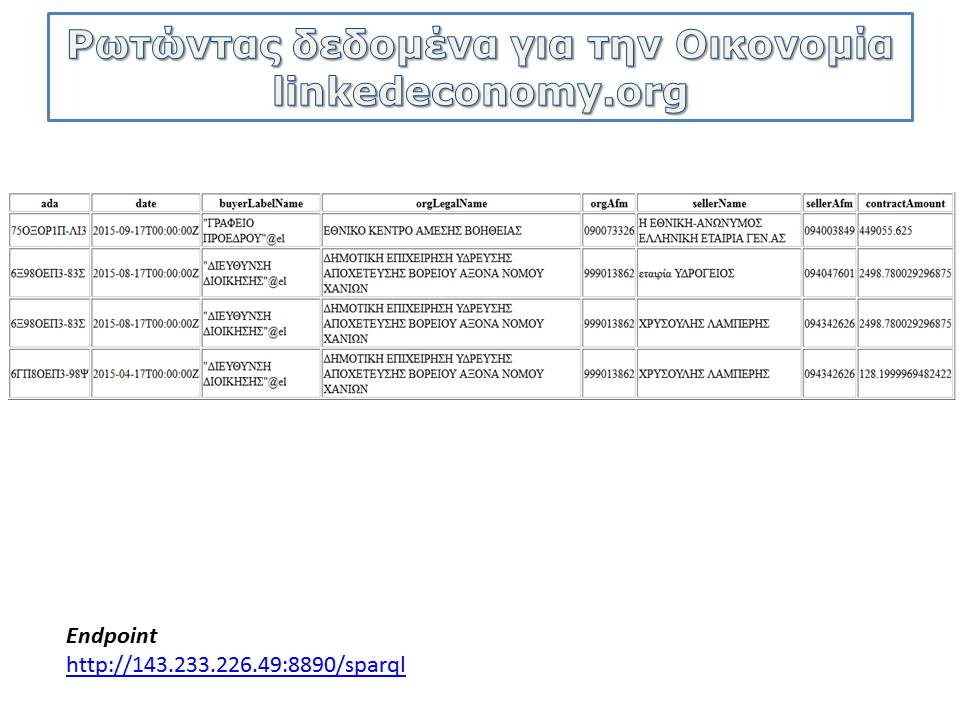 Ρωτώντας δεδομένα για την Οικονομία
linkedeconomy.org
ada date buyerLabelName orgLegalName orgAfm sellerName sellerAfm contractAmount
75ΟΞΟΡ1Π-ΛΙ3 2015-09-17T00:00:00Z "ΓΡΑΦΕΙΟ ΠΡΟΕΔΡΟΥ"@el ΕΘΝΙΚΟ ΚΕΝΤΡΟ ΑΜΕΣΗΣ ΒΟΗΘΕΙΑΣ 090073326 Η ΕΘΝΙΚΗ-ΑΝΩΝΥΜΟΣ ΕΛΛΗΝΙΚΗ ΕΤΑΙΡΙΑ ΓΕΝ.ΑΣ 094003849 449055.625
6Ξ98ΟΕΠ3-83Σ 2015-08-17T00:00:00Z "ΔΙΕΥΘΥΝΣΗ ΔΙΟΙΚΗΣΗΣ"@el ΔΗΜΟΤΙΚΗ ΕΠΙΧΕΙΡΗΣΗ ΥΔΡΕΥΣΗΣ ΑΠΟΧΕΤΕΥΣΗΣ ΒΟΡΕΙΟΥ ΑΞΟΝΑ ΝΟΜΟΥ ΧΑΝΙΩΝ 999013862 εταιρία ΥΔΡΟΓΕΙΟΣ 094047601 2498.780029296875
6Ξ98ΟΕΠ3-83Σ 2015-08-17T00:00:00Z "ΔΙΕΥΘΥΝΣΗ ΔΙΟΙΚΗΣΗΣ"@el ΔΗΜΟΤΙΚΗ ΕΠΙΧΕΙΡΗΣΗ ΥΔΡΕΥΣΗΣ ΑΠΟΧΕΤΕΥΣΗΣ ΒΟΡΕΙΟΥ ΑΞΟΝΑ ΝΟΜΟΥ ΧΑΝΙΩΝ 999013862 ΧΡΥΣΟΥΛΗΣ ΛΑΜΠΕΡΗΣ 094342626 2498.780029296875
6ΓΠ8ΟΕΠ3-98Ψ 2015-04-17T00:00:00Z "ΔΙΕΥΘΥΝΣΗ ΔΙΟΙΚΗΣΗΣ"@el ΔΗΜΟΤΙΚΗ ΕΠΙΧΕΙΡΗΣΗ ΥΔΡΕΥΣΗΣ ΑΠΟΧΕΤΕΥΣΗΣ ΒΟΡΕΙΟΥ ΑΞΟΝΑ ΝΟΜΟΥ ΧΑΝΙΩΝ 999013862 ΧΡΥΣΟΥΛΗΣ ΛΑΜΠΕΡΗΣ 094342626 128.1999969482422
Endpoint
http://143.233.226.49:8890/sparql